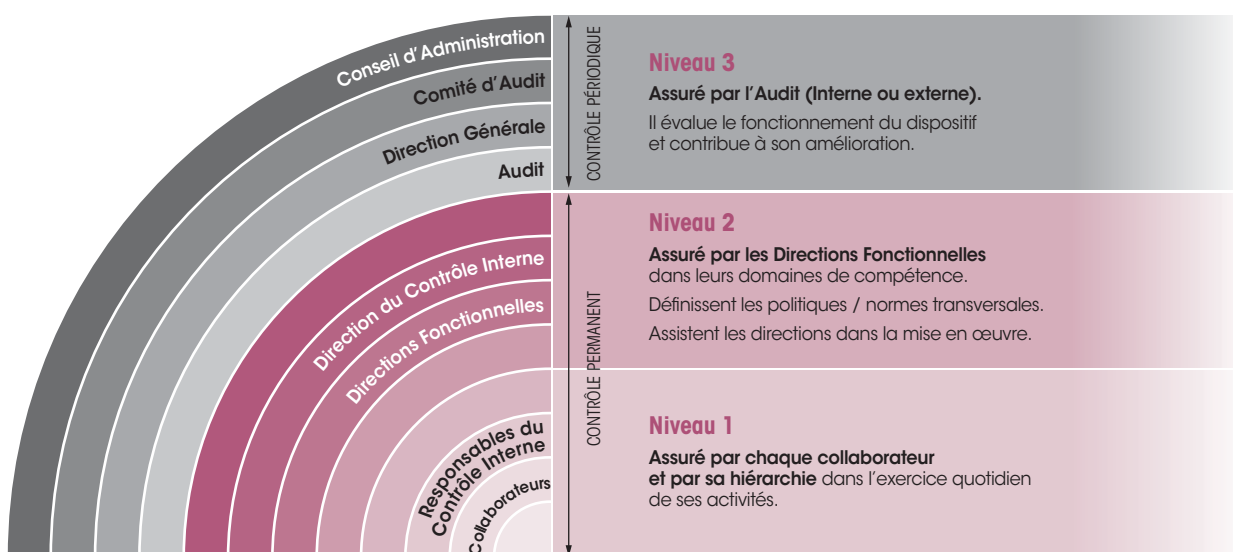 Conseil d'Administration
Comité d'Audit
Direction Générale
Audit
Direction du Contrôle Interne
Directions Fonctionnelles
Responsables du
Contrôle Interne
Collaborateurs
CONTRÔLE PÉRIODIQUE
Niveau 3
Assuré par l'Audit (Interne ou externe).
Il évalue le fonctionnement du dispositif
et contribue à son amélioration.
CONTRÔLE PERMANENT
Niveau 2
Assuré par les Directions Fonctionnelles
dans leurs domaines de compétence.
Définissent les politiques / normes transversales.
Assistent les directions dans la mise en œuvre.
Niveau 1
Assuré par chaque collaborateur
et par sa hiérarchie dans l'exercice quotidien
de ses activités.